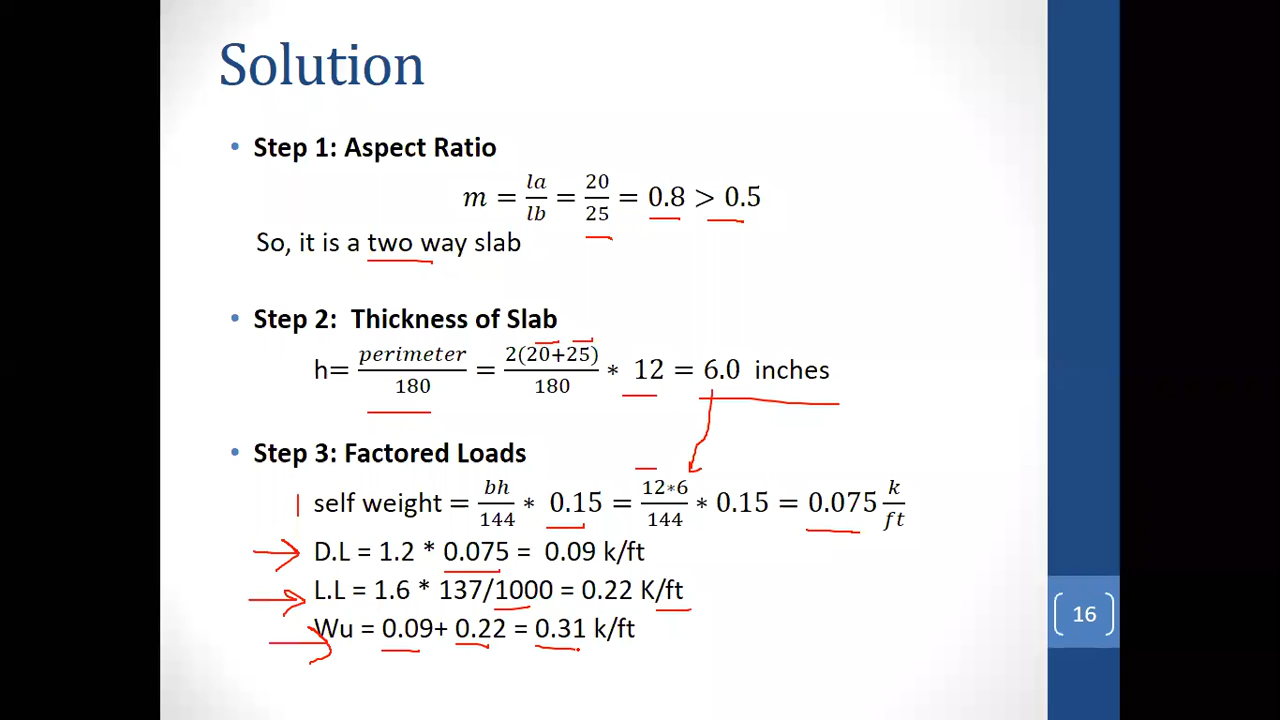 Solution
• Step 1: Aspect Ratio
m = la/lb = 20/25 = 0.8 > 0.5
So, it is a two way slab
• Step 2: Thickness of Slab
h= perimeter/180 = 2(20+25)/180 * 12 = 6.0 inches
• Step 3: Factored Loads
self weight = bh/144 * 0.15 = 12*6/144 * 0.15 = 0.075 k/ft
D.L = 1.2 * 0.075 = 0.09 k/ft
L.L = 1.6 * 137/1000 = 0.22 K/ft
Wu = 0.09+ 0.22 = 0.31 k/ft
16